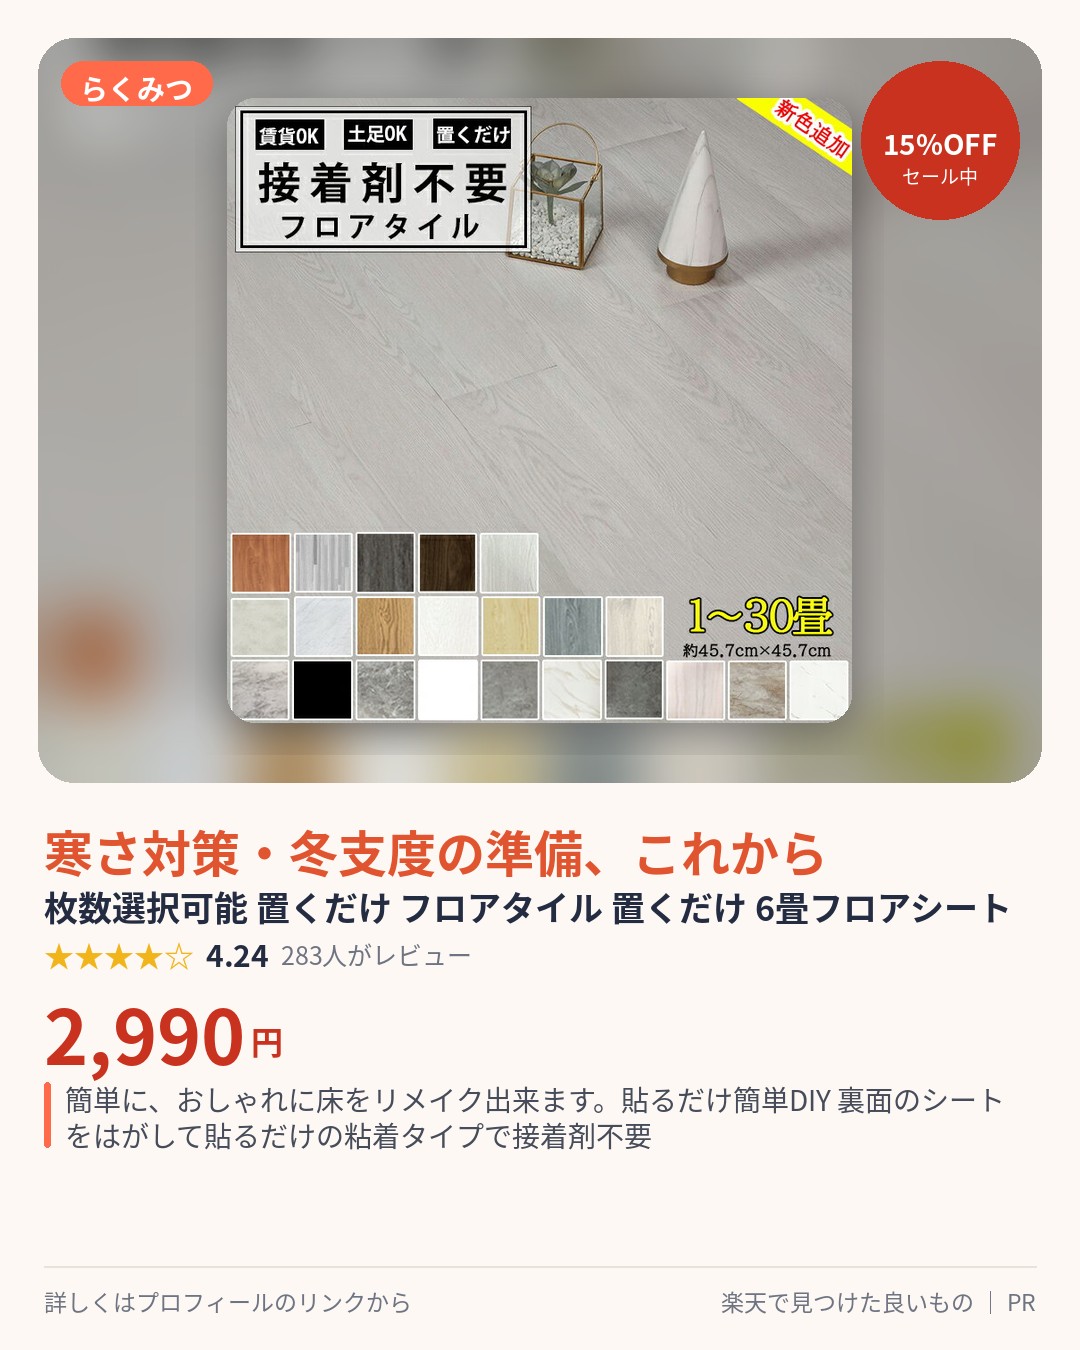 らくみつ
賃貸OK 土足OK 置くだけ
接着剤不要
フロアタイル
新色追加
15%OFF
セール中
1〜30畳
約45.7cm×45.7cm
寒さ対策・冬支度の準備、これから
枚数選択可能 置くだけ フロアタイル 置くだけ 6畳フロアシート
★★★★☆ 4.24 283人がレビュー
2,990円
簡単に、おしゃれに床をリメイク出来ます。貼るだけ簡単DIY 裏面のシート
をはがして貼るだけの粘着タイプで接着剤不要
詳しくはプロフィールのリンクから
楽天で見つけた良いもの｜PR